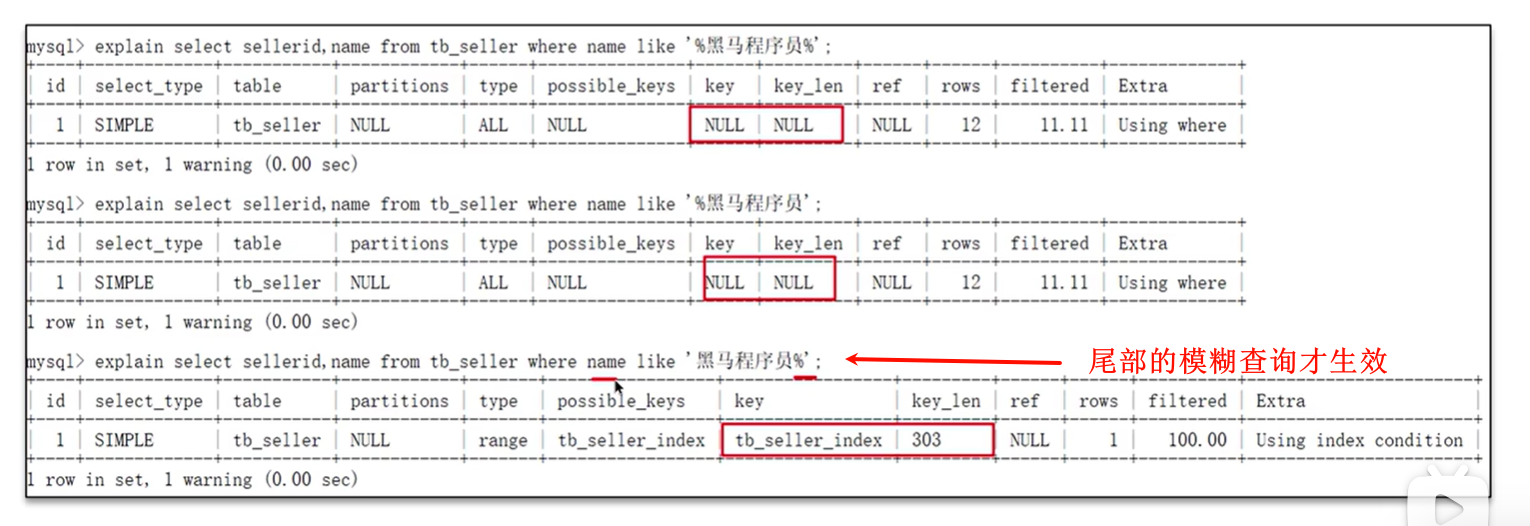 mysql> explain select sellerid,name from tb_seller where name like '%黑马程序员%';
| id | select_type | table | partitions | type | possible_keys | key | key_len | ref | rows | filtered | Extra |
| 1 | SIMPLE | tb_seller | NULL | ALL | NULL | NULL | NULL | NULL | 12 | 11.11 | Using where |
1 row in set, 1 warning (0.00 sec)
mysql> explain select sellerid,name from tb_seller where name like '%黑马程序员';
| id | select_type | table | partitions | type | possible_keys | key | key_len | ref | rows | filtered | Extra |
| 1 | SIMPLE | tb_seller | NULL | ALL | NULL | NULL | NULL | NULL | 12 | 11.11 | Using where |
1 row in set, 1 warning (0.00 sec)
mysql> explain select sellerid,name from tb_seller where name like '黑马程序员%'; 尾部的模糊查询才生效
| id | select_type | table | partitions | type | possible_keys | key | key_len | ref | rows | filtered | Extra |
| 1 | SIMPLE | tb_seller | NULL | range | tb_seller_index | tb_seller_index | 303 | NULL | 1 | 100.00 | Using index condition |
1 row in set, 1 warning (0.00 sec)